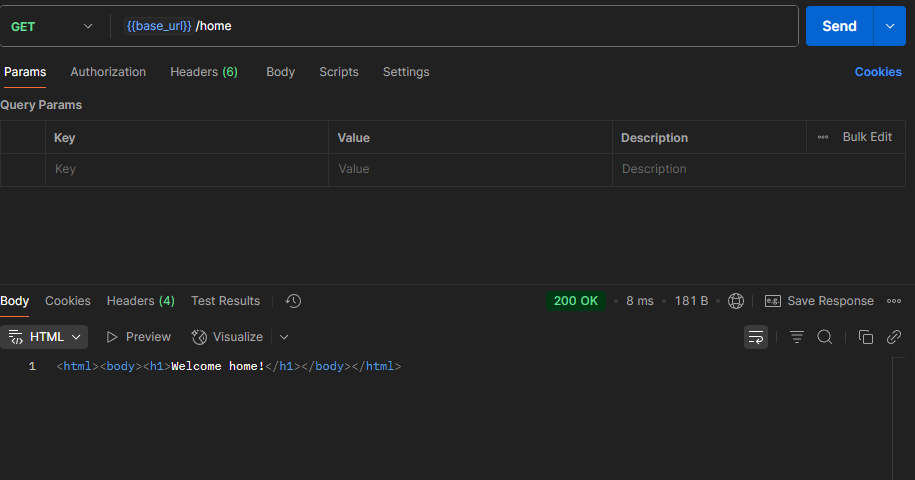 GET {{base_url}}/home Send
Params Authorization Headers (6) Body Scripts Settings Cookies
Query Params
Key Value Description Bulk Edit
Key Value Description
Body Cookies Headers (4) Test Results 200 OK • 8 ms • 181 B e.g. Save Response
HTML Preview Visualize
1 <html><body><h1>Welcome home!</h1></body></html>